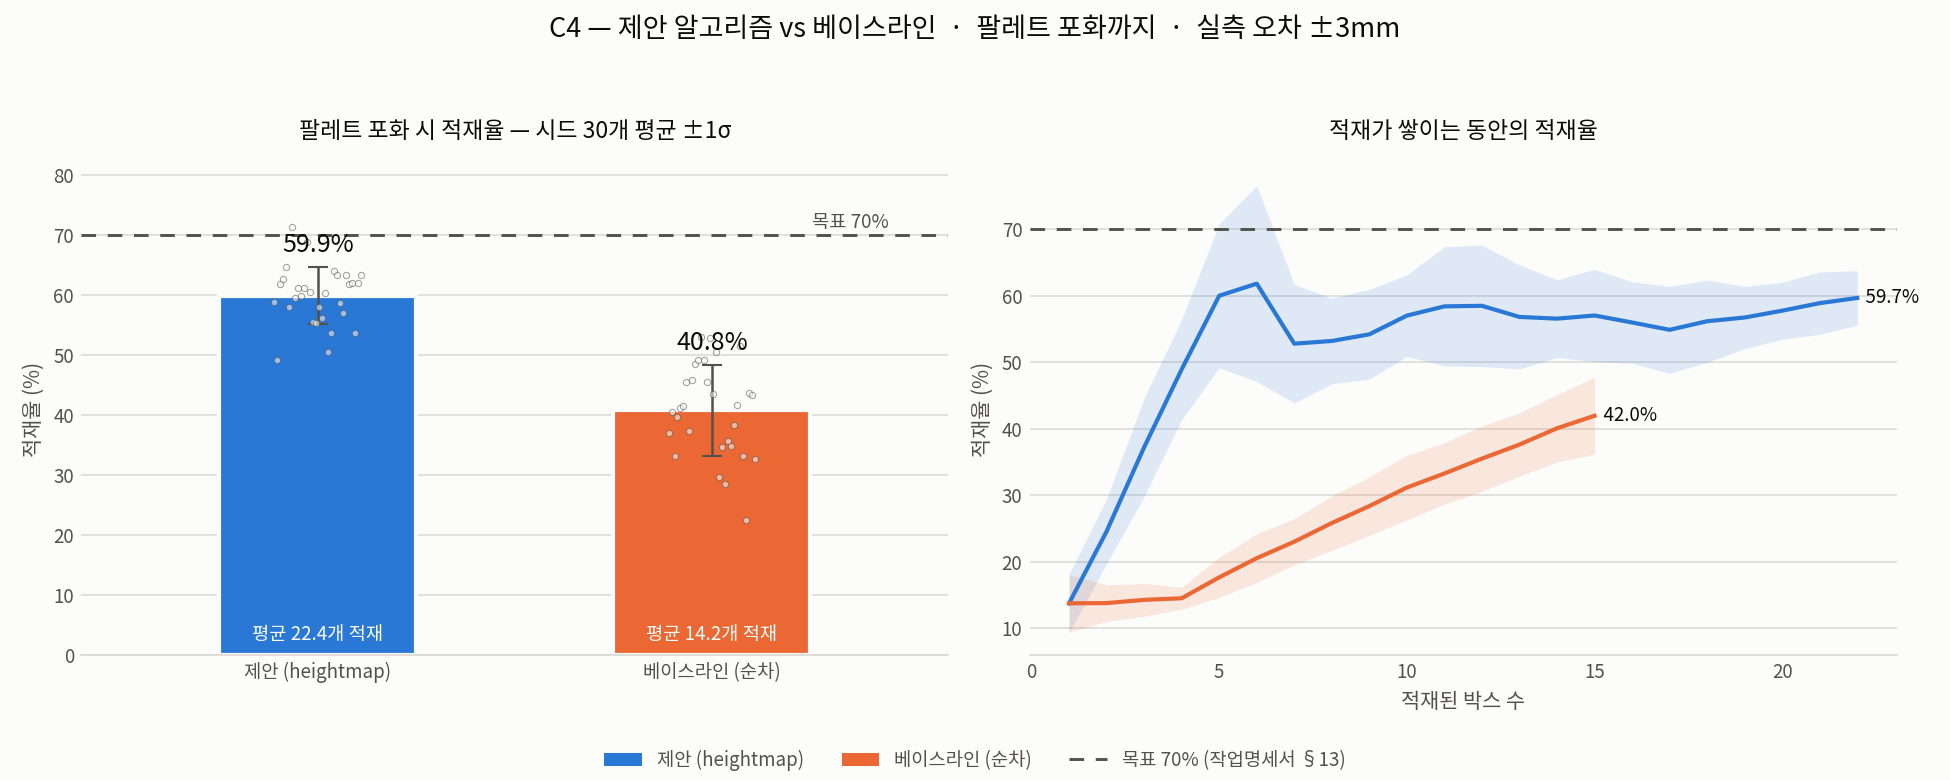 C4 — 제안 알고리즘 vs 베이스라인 · 팔레트 포화까지 · 실측 오차 ±3mm
팔레트 포화 시 적재율 — 시드 30개 평균 ±1σ
적재율 (%)
80
70
60
50
40
30
20
10
0
목표 70%
59.9%
40.8%
평균 22.4개 적재
평균 14.2개 적재
제안 (heightmap)
베이스라인 (순차)
적재가 쌓이는 동안의 적재율
적재율 (%)
70
60
50
40
30
20
10
59.7%
42.0%
0
5
10
15
20
적재된 박스 수
제안 (heightmap)
베이스라인 (순차)
목표 70% (작업명세서 §13)